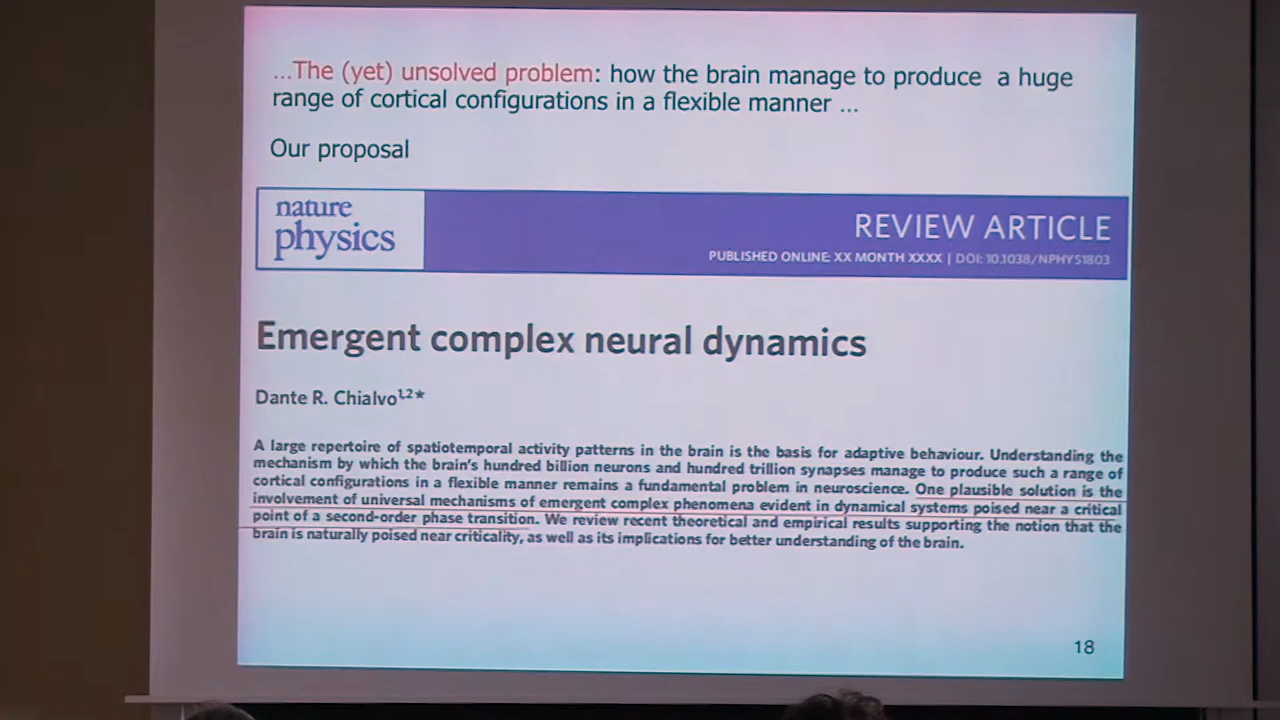 ...The (yet) unsolved problem: how the brain manage to produce a huge
range of cortical configurations in a flexible manner ...
Our proposal
nature
physics
REVIEW ARTICLE
PUBLISHED ONLINE: XX MONTH XXXX | DOI: 10.1038/NPHYS1803
Emergent complex neural dynamics
Dante R. Chialvo1,2*
A large repertoire of spatiotemporal activity patterns in the brain is the basis for adaptive behaviour. Understanding the
mechanism by which the brain's hundred billion neurons and hundred trillion synapses manage to produce such a range of
cortical configurations in a flexible manner remains a fundamental problem in neuroscience. One plausible solution is the
involvement of universal mechanisms of emergent complex phenomena evident in dynamical systems poised near a critical
point of a second-order phase transition. We review recent theoretical and empirical results supporting the notion that the
brain is naturally poised near criticality, as well as its implications for better understanding of the brain.
18